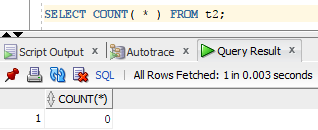 SELECT COUNT( * ) FROM t2;
Script Output × Autotrace × Query Result ×
SQL | All Rows Fetched: 1 in 0.003 seconds
COUNT(*)
1 0